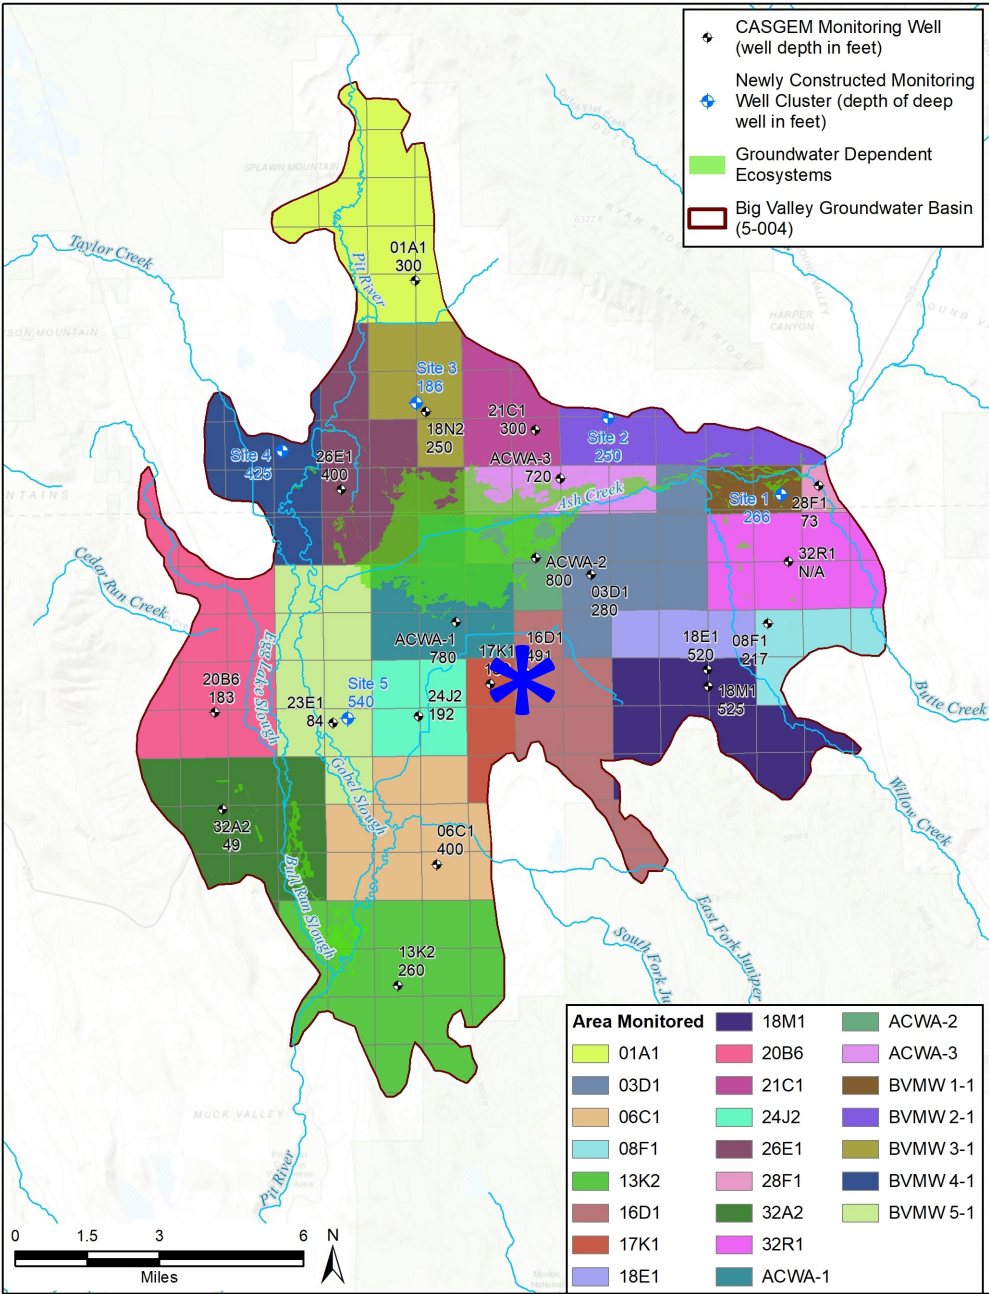 CASGEM Monitoring Well
(well depth in feet)
Newly Constructed Monitoring
Well Cluster (depth of deep
well in feet)
Groundwater Dependent
Ecosystems
Big Valley Groundwater Basin
(5-004)
SPLAWN MOUNTAIN
6377 ft
HARPER
CANYON
Taylor Creek
01A1
300
Pit River
Site 3
186
18N2
250
21C1
300
Site 2
250
Site 4
425
26E1
400
ACWA-3
720
Ash Creek
Site 1
266
28F1
73
32R1
N/A
ACWA-2
800
03D1
280
Cedar Run Creek
ACWA-1
780
17K1
16D1
491
18E1
520
08F1
217
18M1
525
20B6
183
Egg Lake Slough
23E1
84
Site 5
540
24J2
192
Butte Creek
Willow Creek
Gobel Slough
32A2
49
06C1
400
Bull Run Slough
13K2
260
East Fork Juniper
South Fork Ju
MUCK VALLEY
Pit River
0 1.5 3 6
Miles
N
Area Monitored
01A1
03D1
06C1
08F1
13K2
16D1
17K1
18E1
18M1
20B6
21C1
24J2
26E1
28F1
32A2
32R1
ACWA-1
ACWA-2
ACWA-3
BVMW 1-1
BVMW 2-1
BVMW 3-1
BVMW 4-1
BVMW 5-1